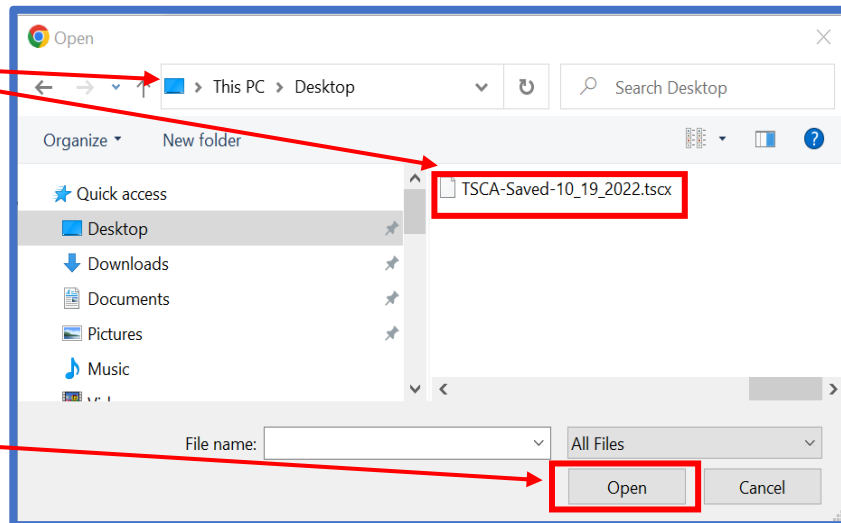 Open
This PC > Desktop
Search Desktop
Organize
New folder
Quick access
Desktop
Downloads
Documents
Pictures
Music
TSCA-Saved-10_19_2022.tscx
File name:
All Files
Open
Cancel